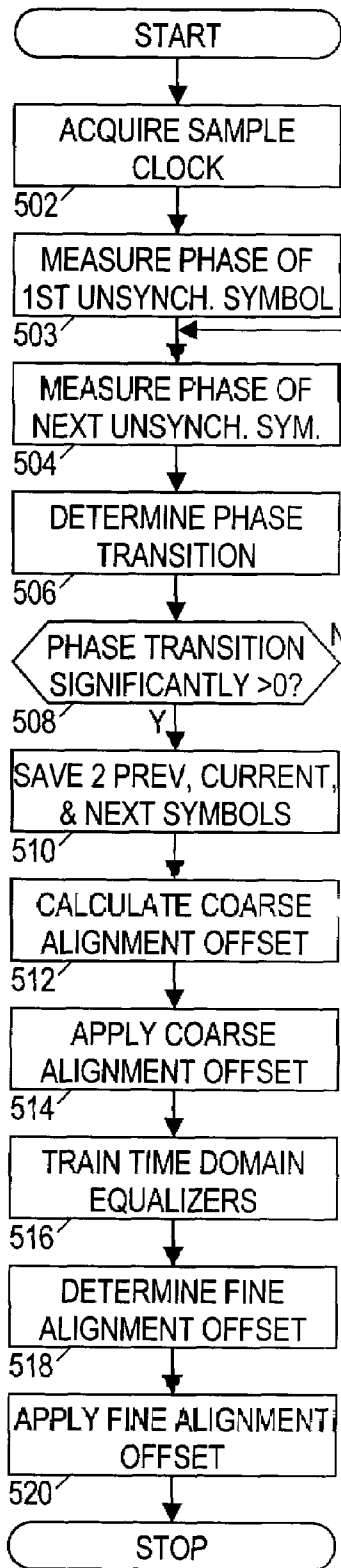 START
ACQUIRE SAMPLE
CLOCK
502
MEASURE PHASE OF
1ST UNSYNCH. SYMBOL
503
MEASURE PHASE OF
NEXT UNSYNCH. SYM.
504
DETERMINE PHASE
TRANSITION
506
PHASE TRANSITION
SIGNIFICANTLY >0?
N
508
Y
SAVE 2 PREV, CURRENT,
& NEXT SYMBOLS
510
CALCULATE COARSE
ALIGNMENT OFFSET
512
APPLY COARSE
ALIGNMENT OFFSET
514
TRAIN TIME DOMAIN
EQUALIZERS
516
DETERMINE FINE
ALIGNMENT OFFSET
518
APPLY FINE ALIGNMENT
OFFSET
520
STOP